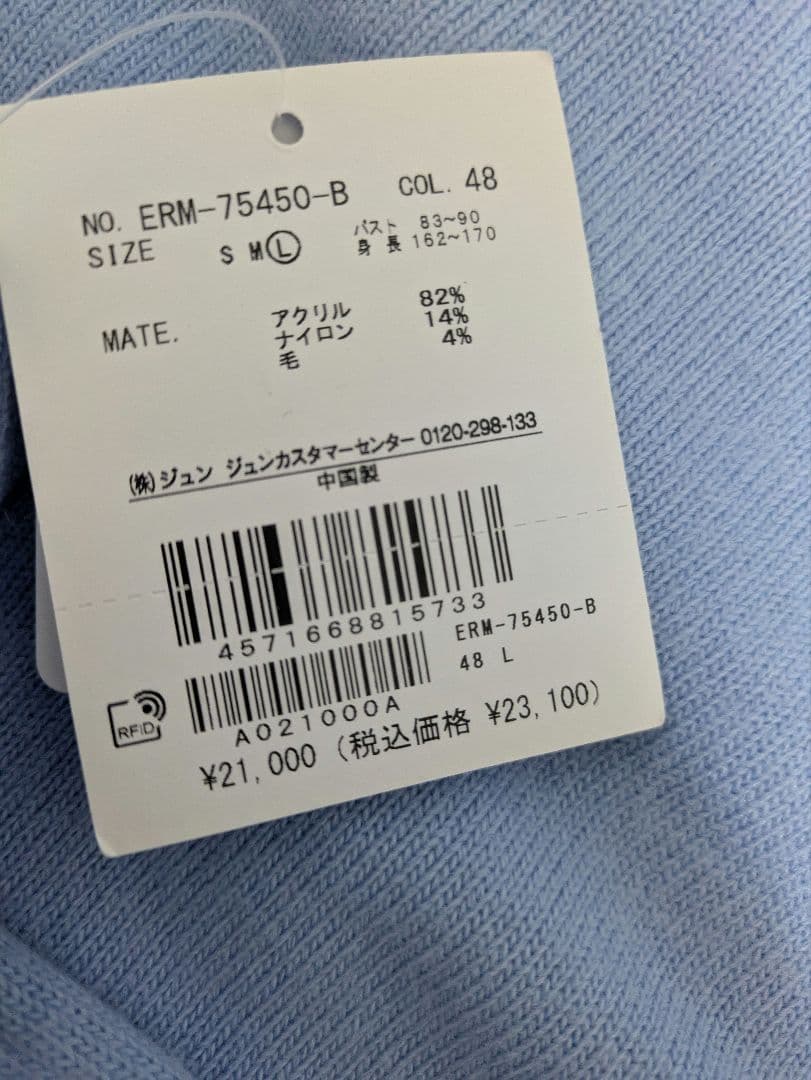 NO. ERM-75450-B COL. 48
SIZE S M L バスト 83~90
身長 162~170
MATE. アクリル 82%
ナイロン 14%
毛 4%
(株)ジュン ジュンカスタマーセンター 0120-298-133
中国製
4571668815733
ERM-75450-B
48 L
RFID
A021000A
¥21,000 (税込価格 ¥23,100)